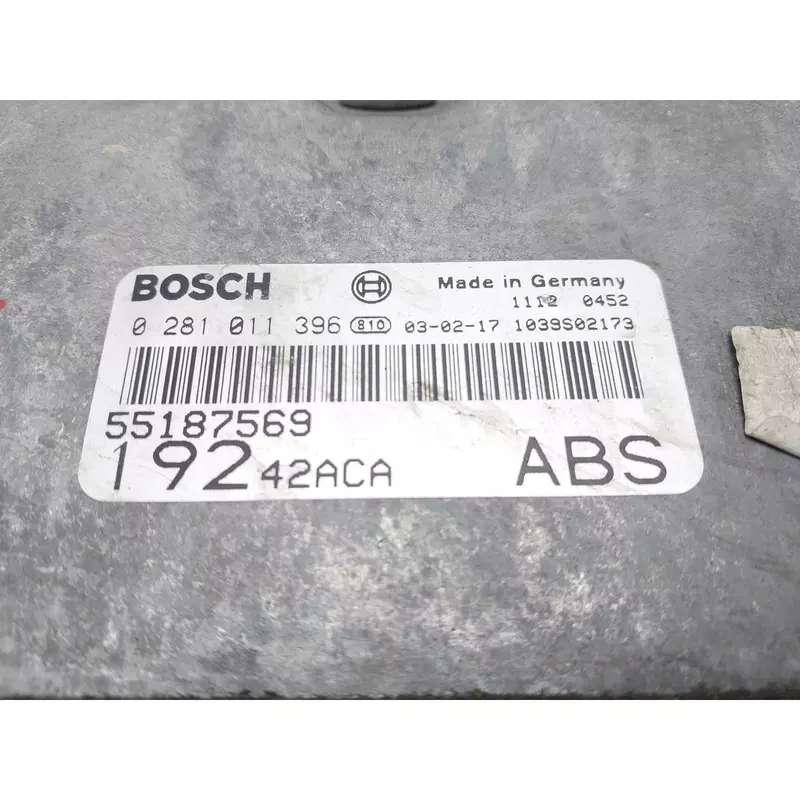 BOSCH Made in Germany
1112 0452
0 281 011 396 810 03-02-17 1039S02173
55187569
192 42ACA ABS